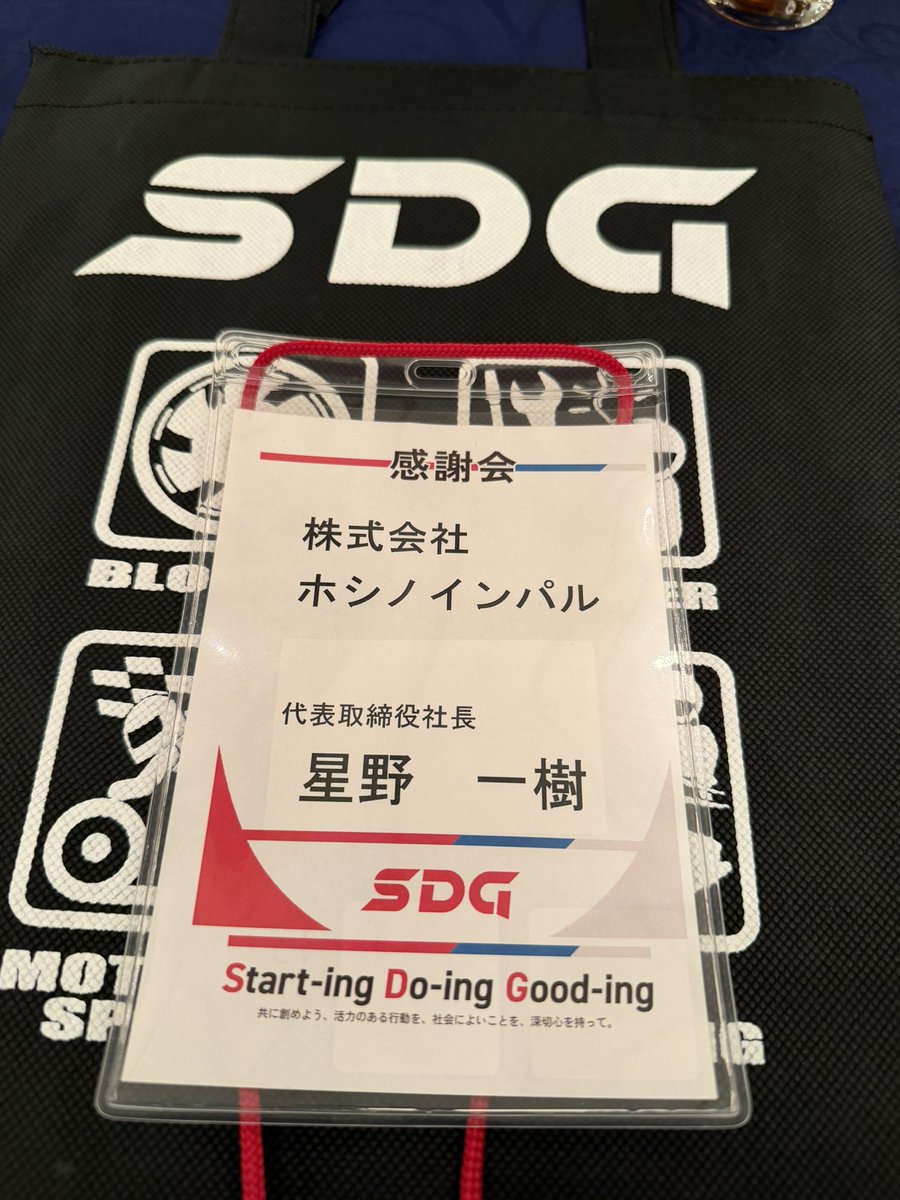 SDG
感謝会
株式会社
ホシノインパル
代表取締役社長
星野 一樹
SDG
Start-ing Do-ing Good-ing
共に創めよう、活力のある行動を、社会によいことを、深切心を持って。